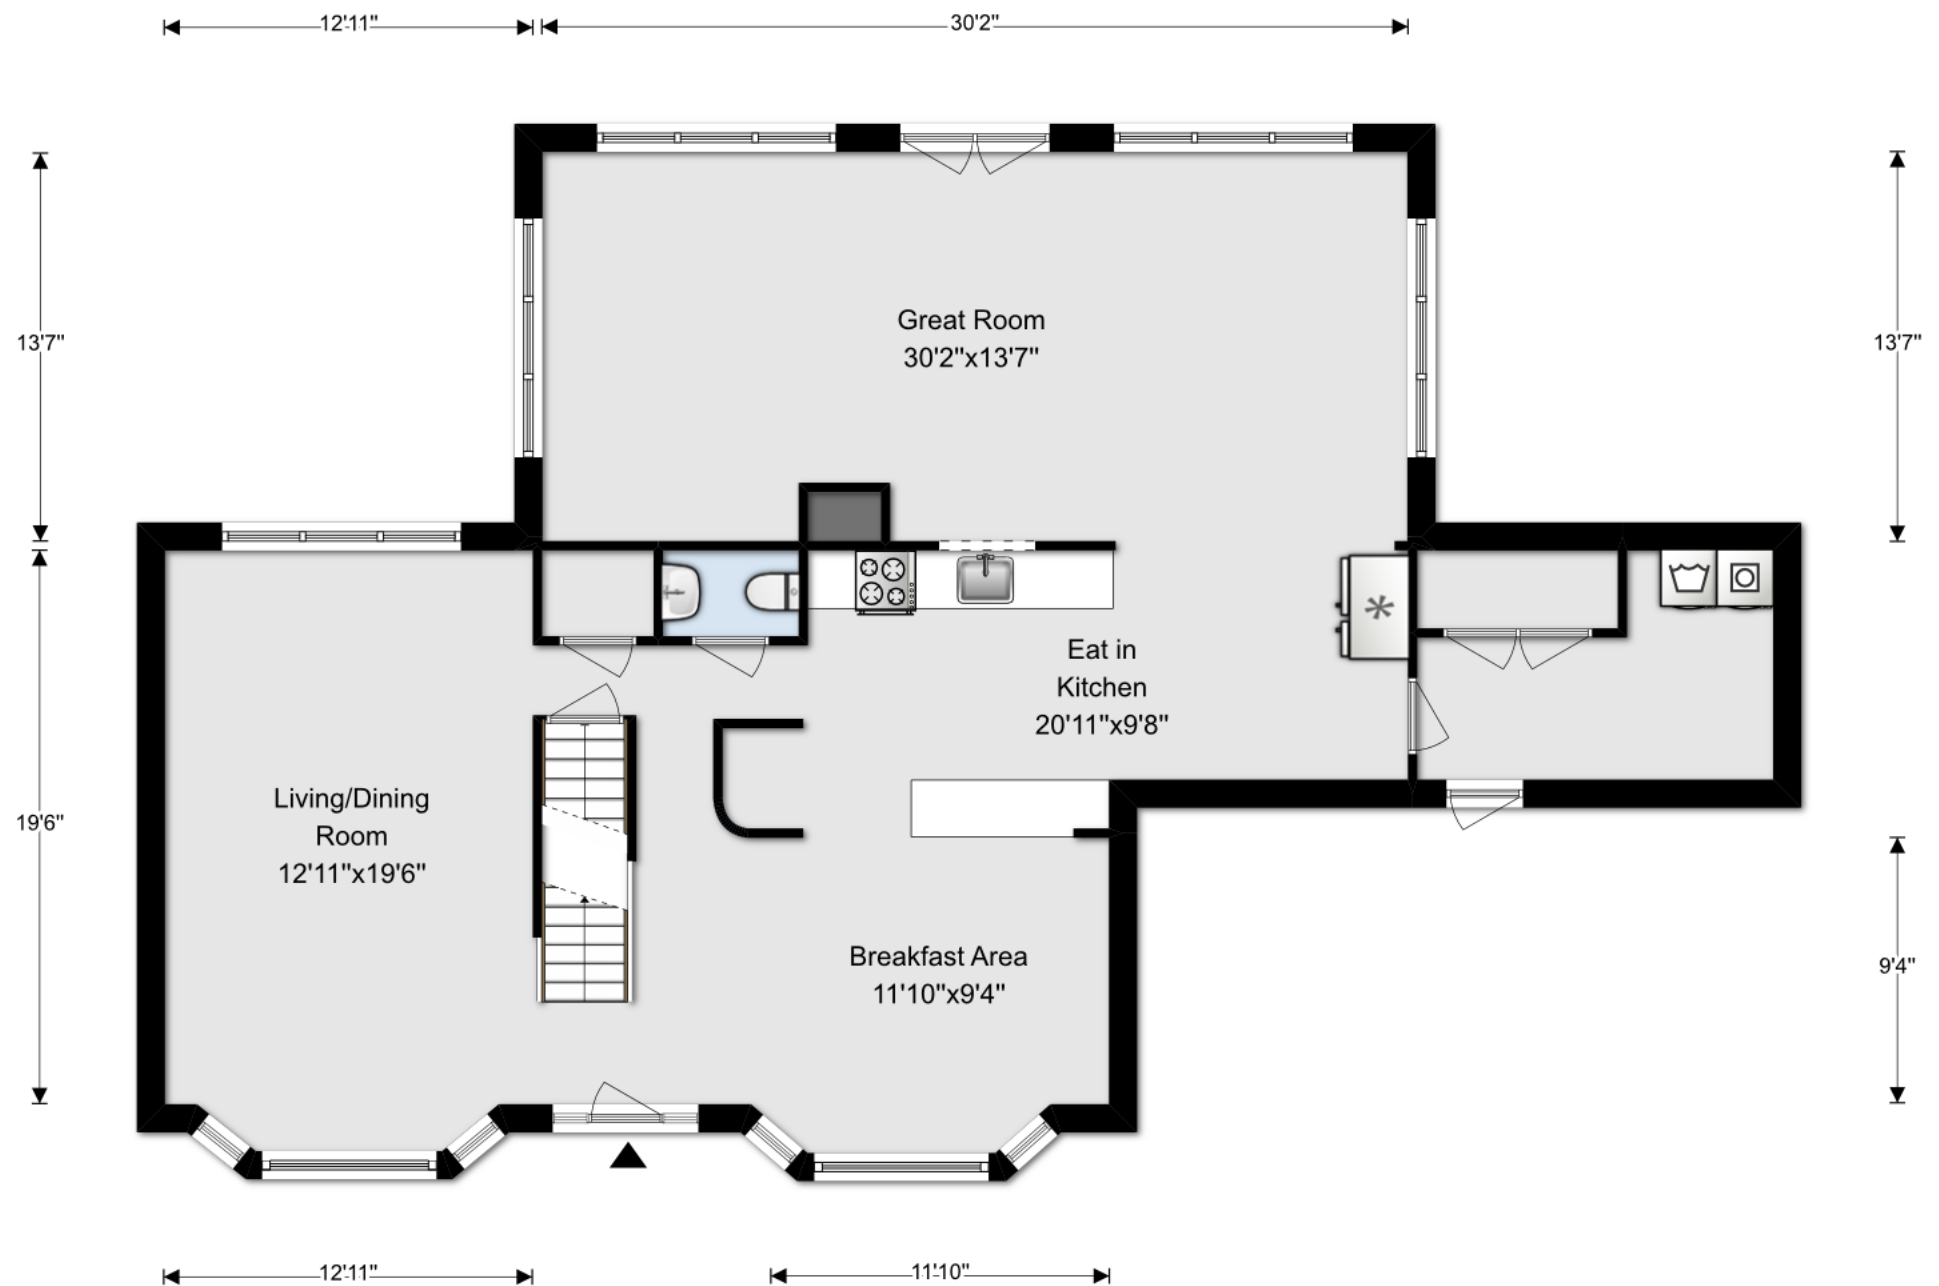 12'11"
30'2"
Great Room
30'2"x13'7"
13'7"
13'7"
Eat in
Kitchen
20'11"x9'8"
Living/Dining
Room
12'11"x19'6"
19'6"
Breakfast Area
11'10"x9'4"
9'4"
12'11"
11'10"